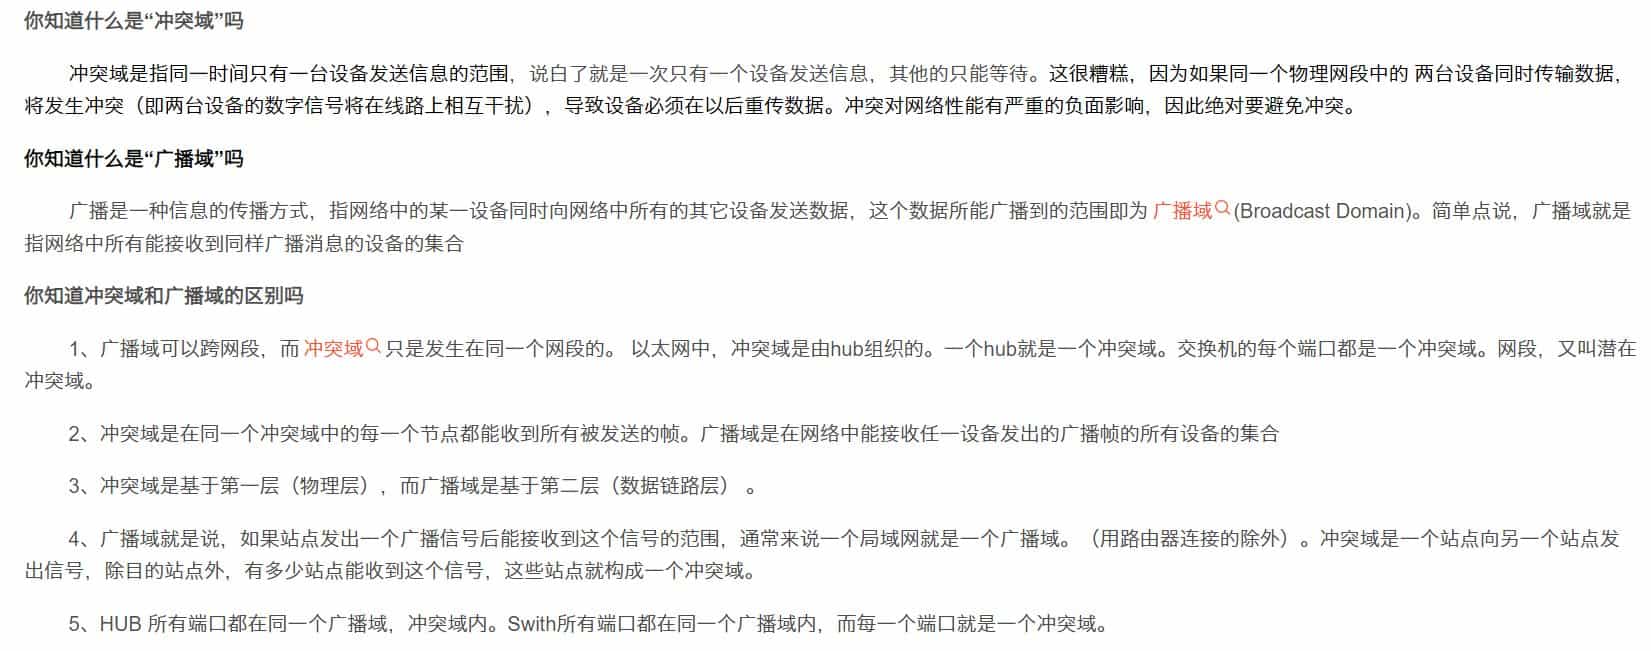 你知道什么是“冲突域”吗
冲突域是指同一时间只有一台设备发送信息的范围，说白了就是一次只有一个设备发送信息，其他的只能等待。这很糟糕，因为如果同一个物理网段中的 两台设备同时传输数据，
将发生冲突（即两台设备的数字信号将在线路上相互干扰），导致设备必须在以后重传数据。冲突对网络性能有严重的负面影响，因此绝对要避免冲突。
你知道什么是“广播域”吗
广播是一种信息的传播方式，指网络中的某一设备同时向网络中所有的其它设备发送数据，这个数据所能广播到的范围即为 广播域 (Broadcast Domain)。简单点说，广播域就是
指网络中所有能接收到同样广播消息的设备的集合
你知道冲突域和广播域的区别吗
1、广播域可以跨网段，而 冲突域 只是发生在同一个网段的。 以太网中，冲突域是由hub组织的。一个hub就是一个冲突域。交换机的每个端口都是一个冲突域。网段，又叫潜在
冲突域。
2、冲突域是在同一个冲突域中的每一个节点都能收到所有被发送的帧。广播域是在网络中能接收任一设备发出的广播帧的所有设备的集合
3、冲突域是基于第一层（物理层），而广播域是基于第二层（数据链路层） 。
4、广播域就是说，如果站点发出一个广播信号后能接收到这个信号的范围，通常来说一个局域网就是一个广播域。（用路由器连接的除外）。冲突域是一个站点向另一个站点发
出信号，除目的站点外，有多少站点能收到这个信号，这些站点就构成一个冲突域。
5、HUB 所有端口都在同一个广播域，冲突域内。Swith所有端口都在同一个广播域内，而每一个端口就是一个冲突域。